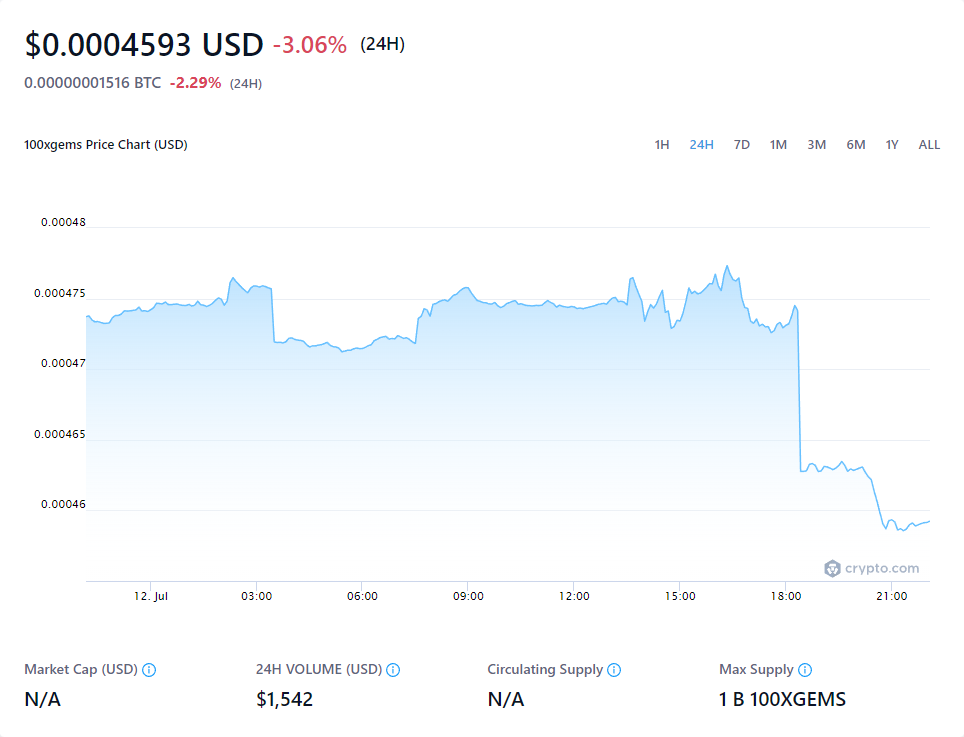 $0.0004593 USD -3.06% (24H)
0.00000001516 BTC -2.29% (24H)
100xgems Price Chart (USD) 1H 24H 7D 1M 3M 6M 1Y ALL
0.00048
0.000475
0.00047
0.000465
0.00046
crypto.com
12. Jul 03:00 06:00 09:00 12:00 15:00 18:00 21:00
Market Cap (USD) 24H VOLUME (USD) Circulating Supply Max Supply
N/A $1,542 N/A 1 B 100XGEMS